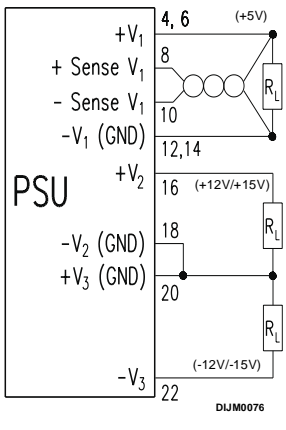 +V1 4, 6 (+5V)
+ Sense V1 8
- Sense V1 10
RL
-V1 (GND) 12,14
+V2 16 (+12V/+15V)
PSU
RL
-V2 (GND) 18
+V3 (GND) 20
RL
(-12V/-15V)
-V3 22
DIJM0076